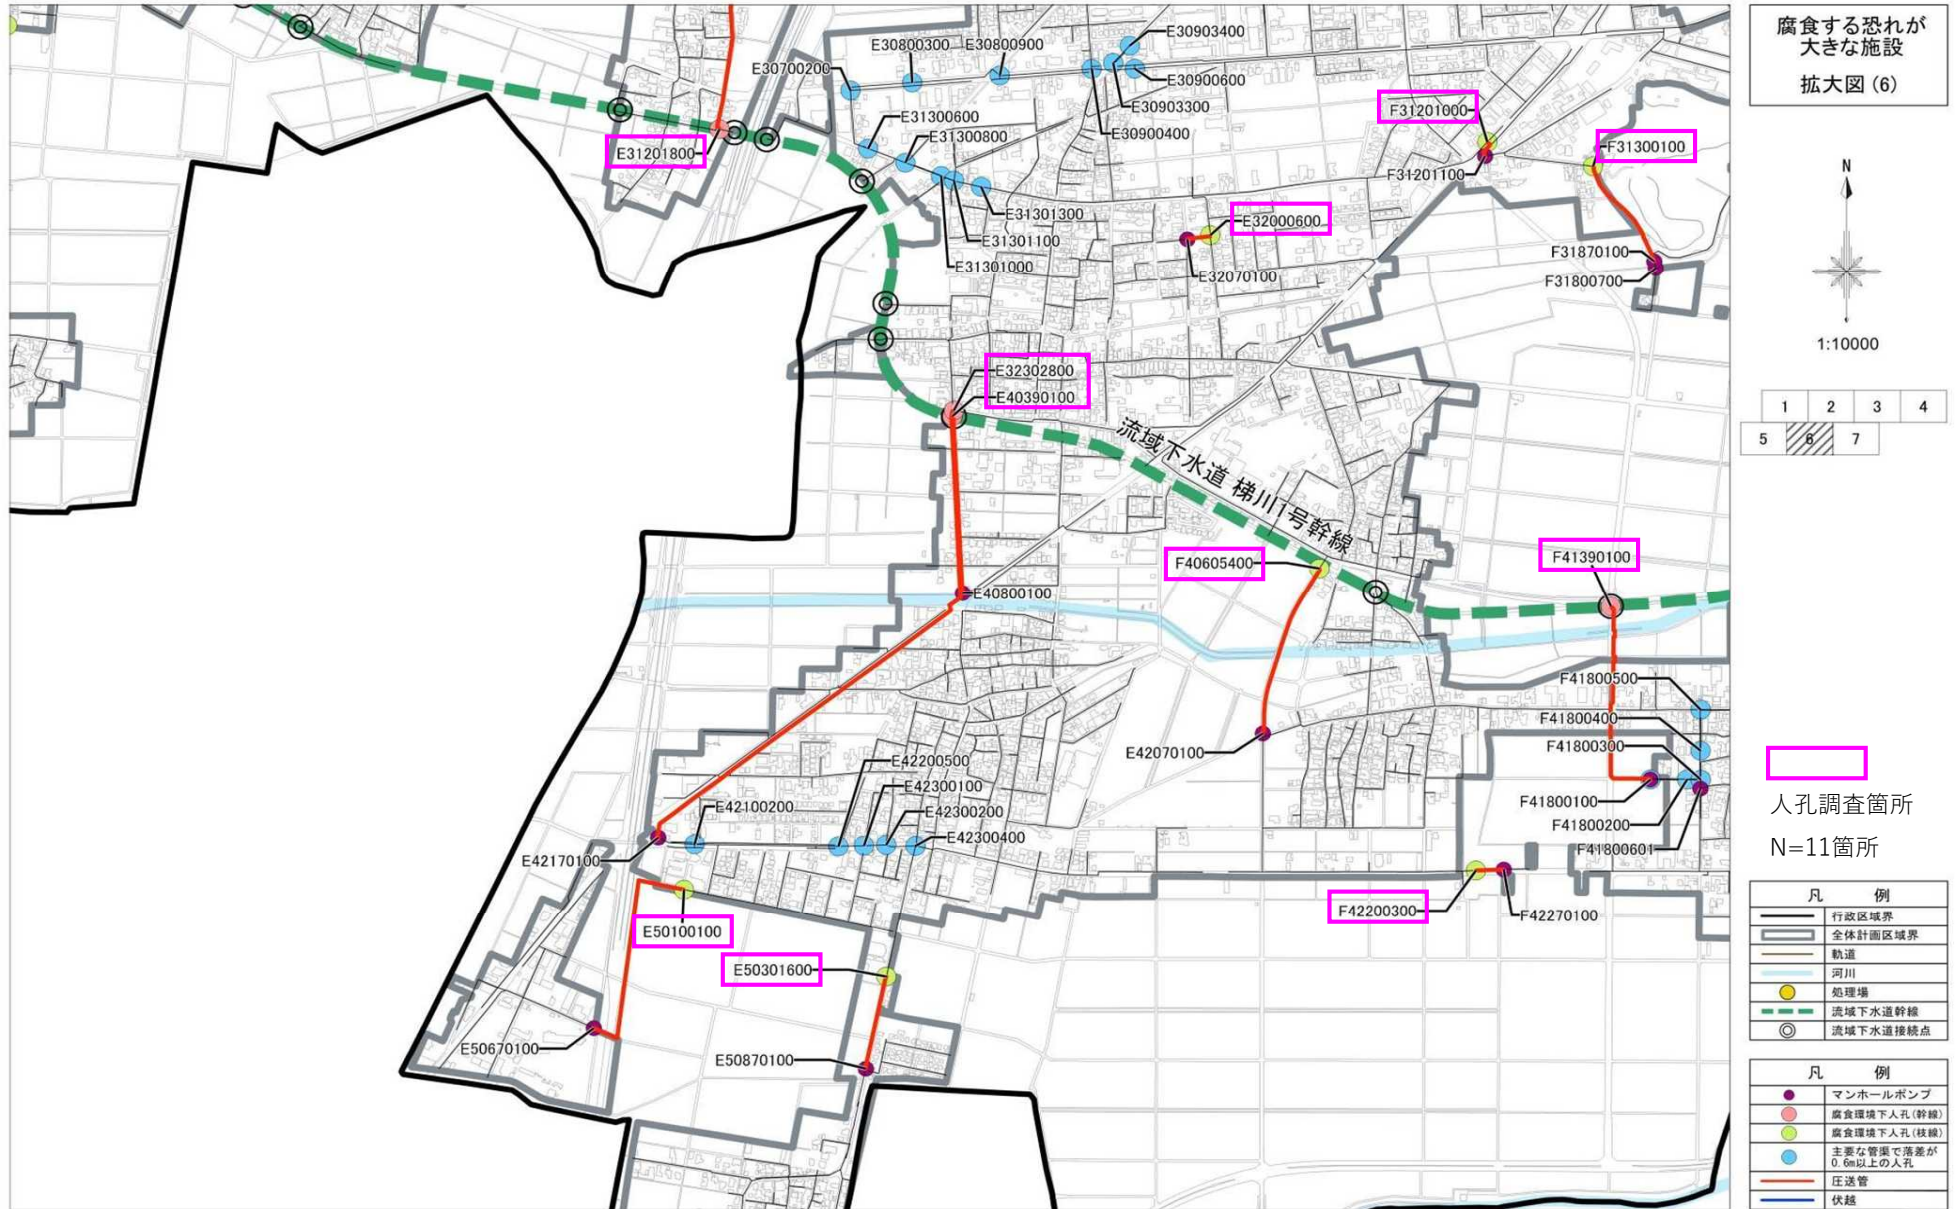 腐食する恐れが
大きな施設
拡大図(6)
N
1:10000
1 2 3 4
5 6 7
人孔調査箇所
N=11箇所
凡 例
行政区域界
全体計画区域界
軌道
河川
処理場
流域下水道幹線
流域下水道接続点
凡 例
マンホールポンプ
腐食環境下人孔(幹線)
腐食環境下人孔(枝線)
主要な管渠で落差が
0.6m以上の人孔
圧送管
伏越
E30800300
E30800900
E30903400
E30700200
E30900600
E30903300
E30900400
E31300600
E31300800
E31201800
E31301300
E31301100
E31301000
F31201000
F31201100
F31300100
E32000600
E32070100
F31870100
F31800700
E32302800
E40390100
流域下水道 梯川1号幹線
F40605400
F41390100
E40800100
F41800500
F41800400
F41800300
E42070100
F41800100
F41800200
F41800601
E42200500
E42300100
E42300200
E42300400
E42100200
E42170100
E50100100
E50301600
F42200300
F42270100
E50670100
E50870100